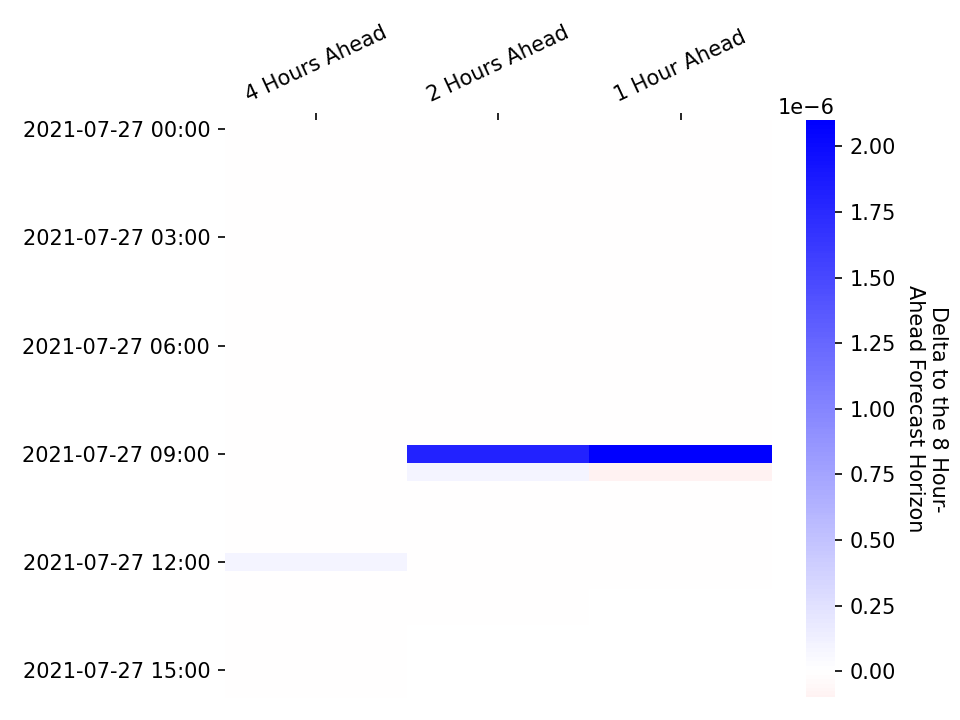 4 Hours Ahead
2 Hours Ahead
1 Hour Ahead
1e−6
2021-07-27 00:00
2021-07-27 03:00
2021-07-27 06:00
2021-07-27 09:00
2021-07-27 12:00
2021-07-27 15:00
2.00
1.75
1.50
1.25
1.00
0.75
0.50
0.25
0.00
Delta to the 8 Hour-
Ahead Forecast Horizon